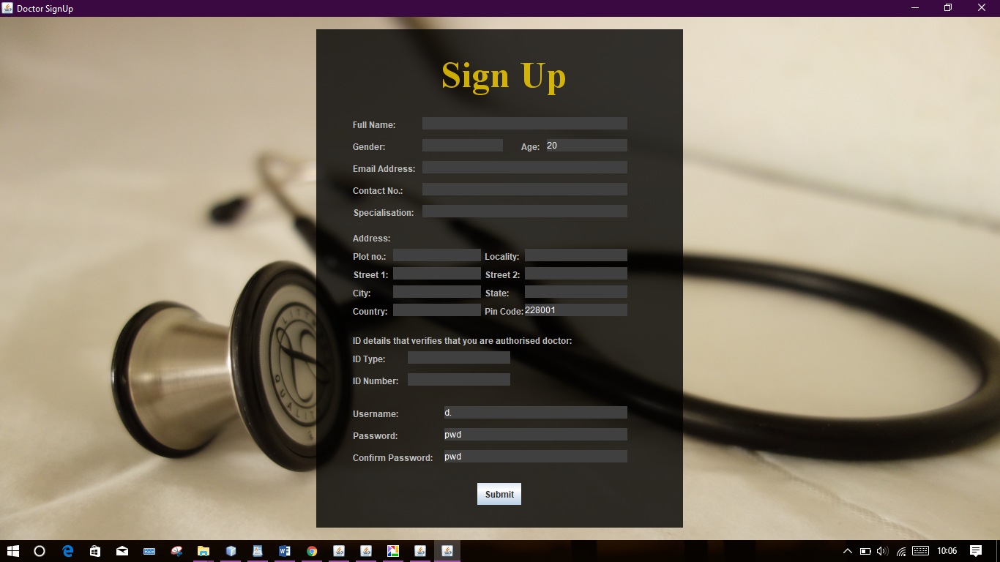 Doctor SignUp
Sign Up
Full Name:
Gender: Age: 20
Email Address:
Contact No.:
Specialisation:
Address:
Plot no.: Locality:
Street 1: Street 2:
City: State:
Country: Pin Code: 228001
ID details that verifies that you are authorised doctor:
ID Type:
ID Number:
Username: d.
Password: pwd
Confirm Password: pwd
Submit
10:06